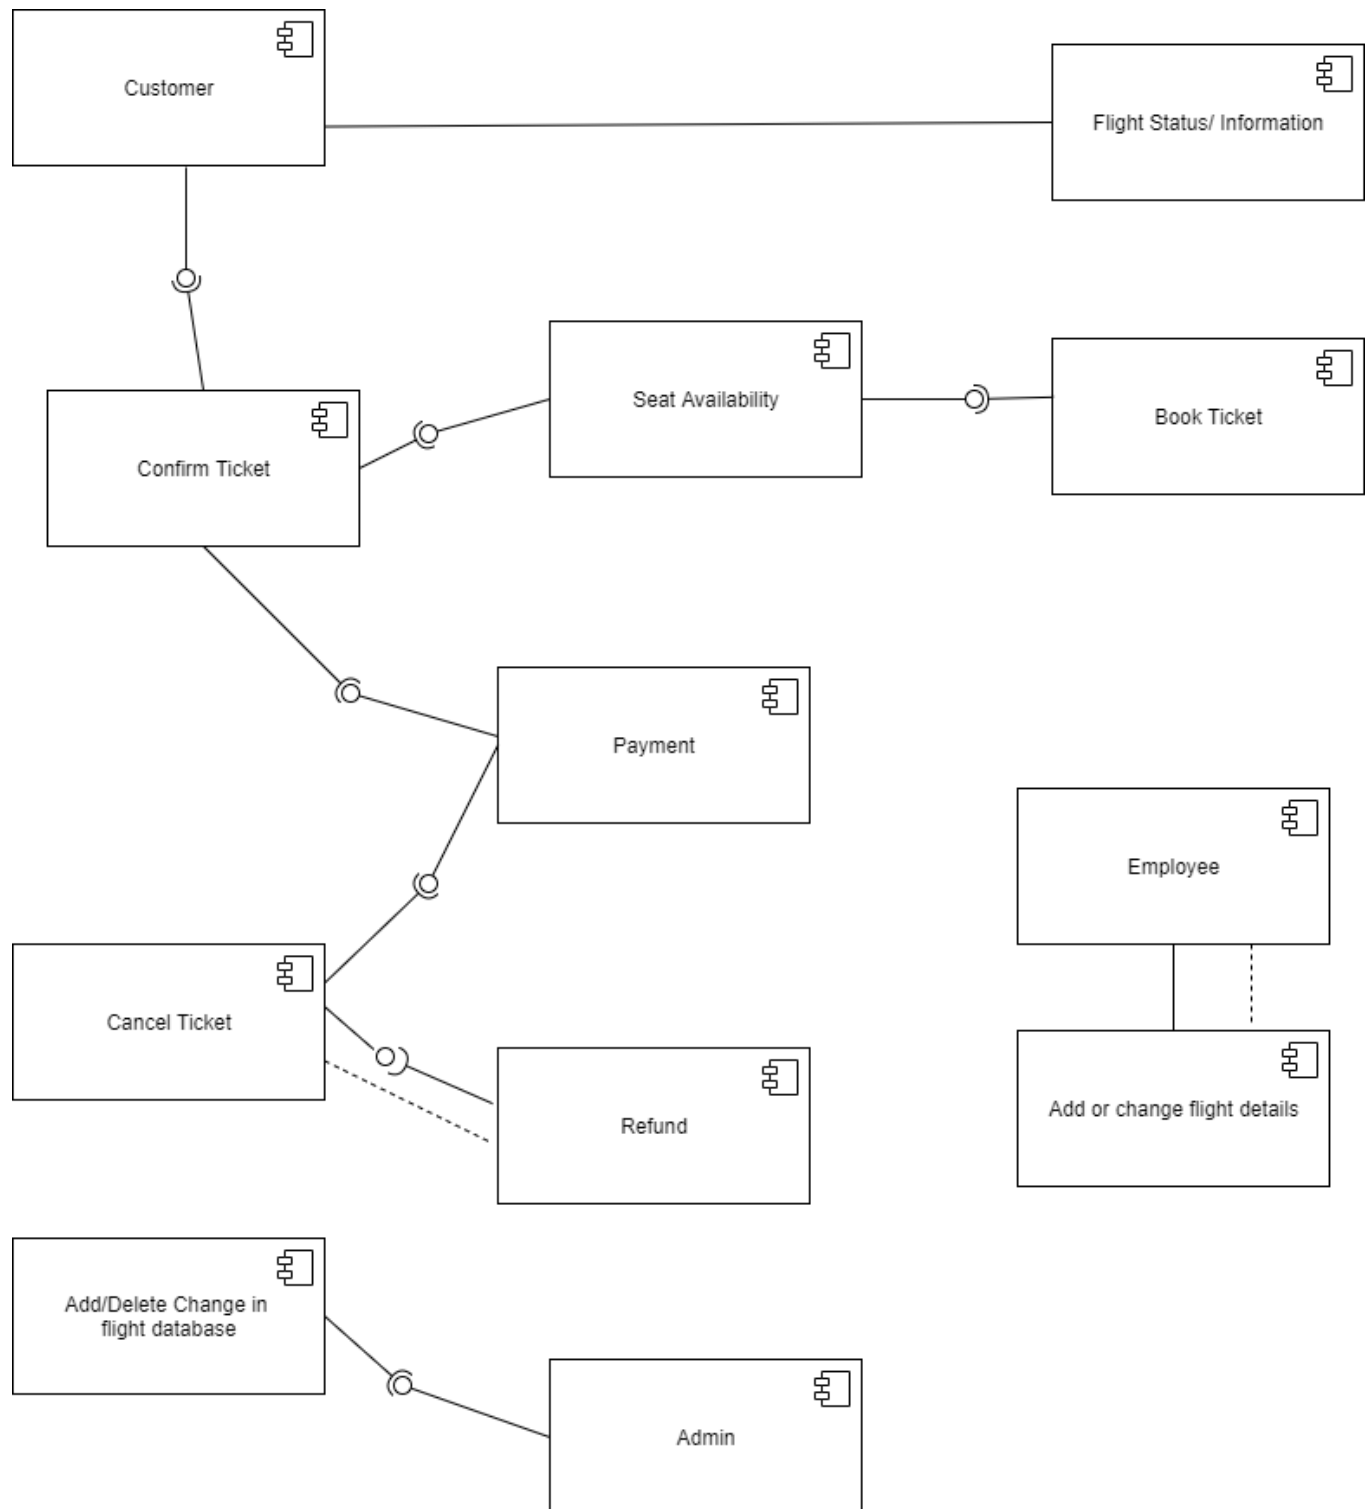 Customer
Flight Status/ Information
Seat Availability
Book Ticket
Confirm Ticket
Payment
Employee
Cancel Ticket
Add or change flight details
Refund
Add/Delete Change in
flight database
Admin